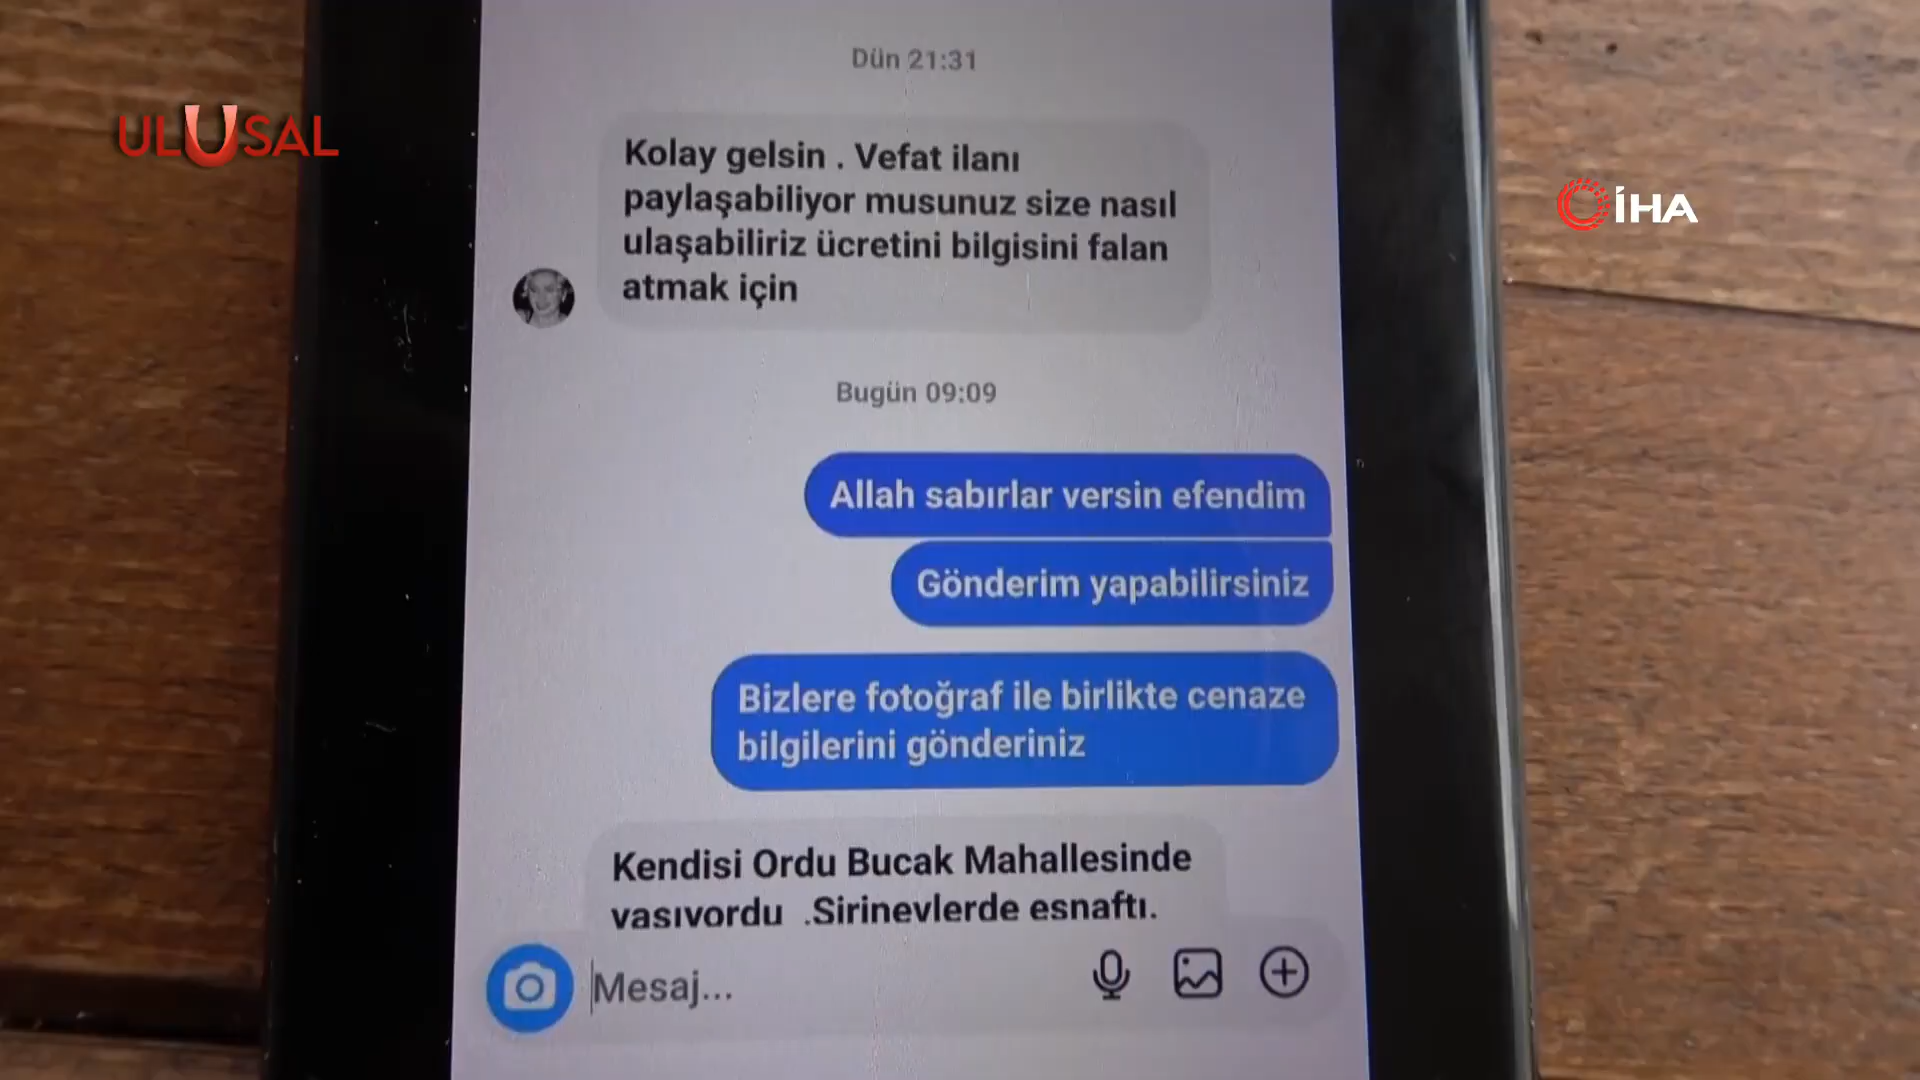 Dün 21:31
ULUSAL
Kolay gelsin . Vefat ilanı
paylaşabiliyor musunuz size nasıl
ulaşabiliriz ücretini bilgisini falan
atmak için
İHA
Bugün 09:09
Allah sabırlar versin efendim
Gönderim yapabilirsiniz
Bizlere fotoğraf ile birlikte cenaze
bilgilerini gönderiniz
Kendisi Ordu Bucak Mahallesinde
yaşıyordu .Şirinevlerde esnaftı.
Mesaj...